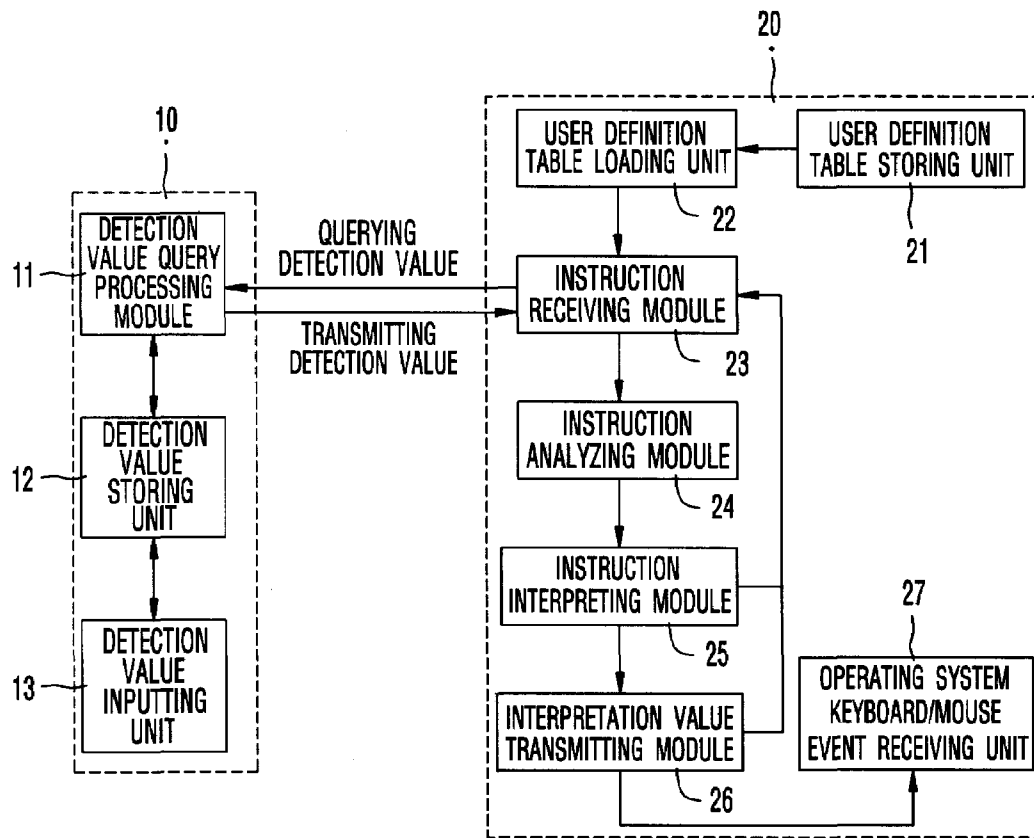 10
DETECTION
VALUE QUERY
PROCESSING
MODULE
11
DETECTION
VALUE
STORING
UNIT
12
DETECTION
VALUE
INPUTTING
UNIT
13
QUERYING
DETECTION VALUE
TRANSMITTING
DETECTION VALUE
20
USER DEFINITION
TABLE LOADING UNIT
22
USER DEFINITION
TABLE STORING UNIT
21
INSTRUCTION
RECEIVING MODULE
23
INSTRUCTION
ANALYZING MODULE
24
INSTRUCTION
INTERPRETING MODULE
25
INTERPRETATION VALUE
TRANSMITTING MODULE
26
27
OPERATING SYSTEM
KEYBOARD/MOUSE
EVENT RECEIVING UNIT